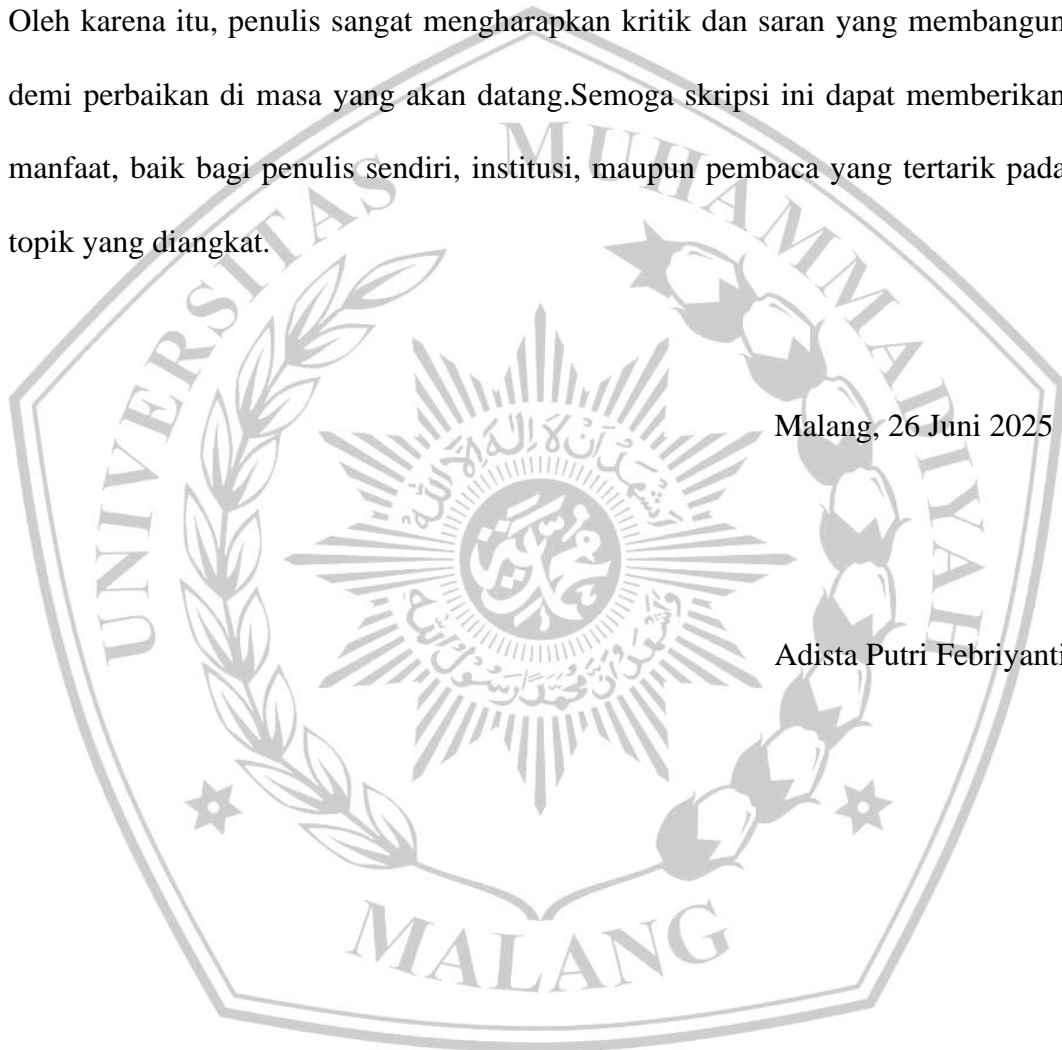 Oleh karena itu, penulis sangat mengharapkan kritik dan saran yang membangun
demi perbaikan di masa yang akan datang.Semoga skripsi ini dapat memberikan
manfaat, baik bagi penulis sendiri, institusi, maupun pembaca yang tertarik pada
topik yang diangkat.
Malang, 26 Juni 2025
Adista Putri Febriyanti
UNIVERSITAS MUHAMMADIYAH
MALANG